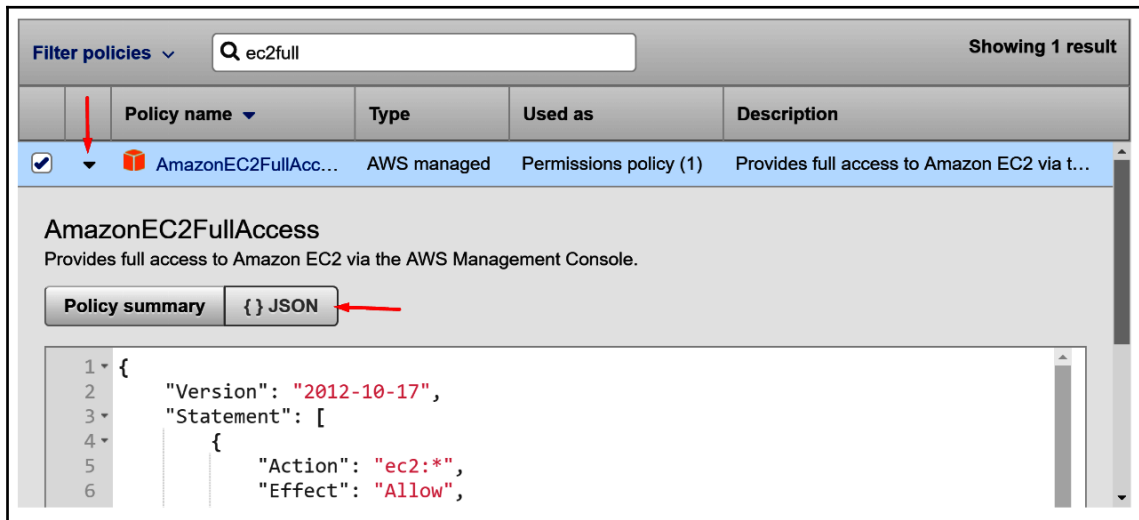 Filter policies ec2full Showing 1 result
Policy name Type Used as Description
AmazonEC2FullAcc... AWS managed Permissions policy (1) Provides full access to Amazon EC2 via t...
AmazonEC2FullAccess
Provides full access to Amazon EC2 via the AWS Management Console.
Policy summary { } JSON
1 {
2 "Version": "2012-10-17",
3 "Statement": [
4 {
5 "Action": "ec2:*",
6 "Effect": "Allow",